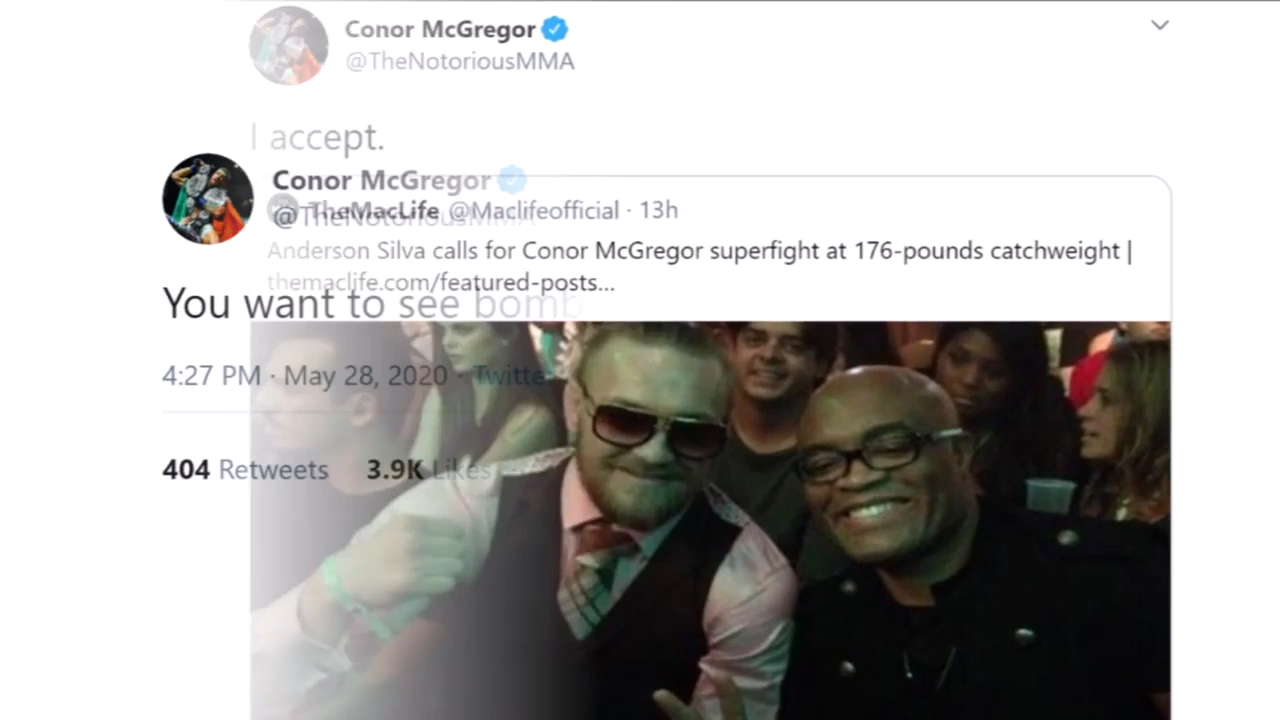 Conor McGregor
@TheNotoriousMMA
I accept.
Conor McGregor
@TheNotoriousMMA
TheMacLife @Maclifeofficial · 13h
Anderson Silva calls for Conor McGregor superfight at 176-pounds catchweight |
themaclife.com/featured-posts...
You want to see bomb
4:27 PM · May 28, 2020 · Twitte
404 Retweets 3.9K Likes